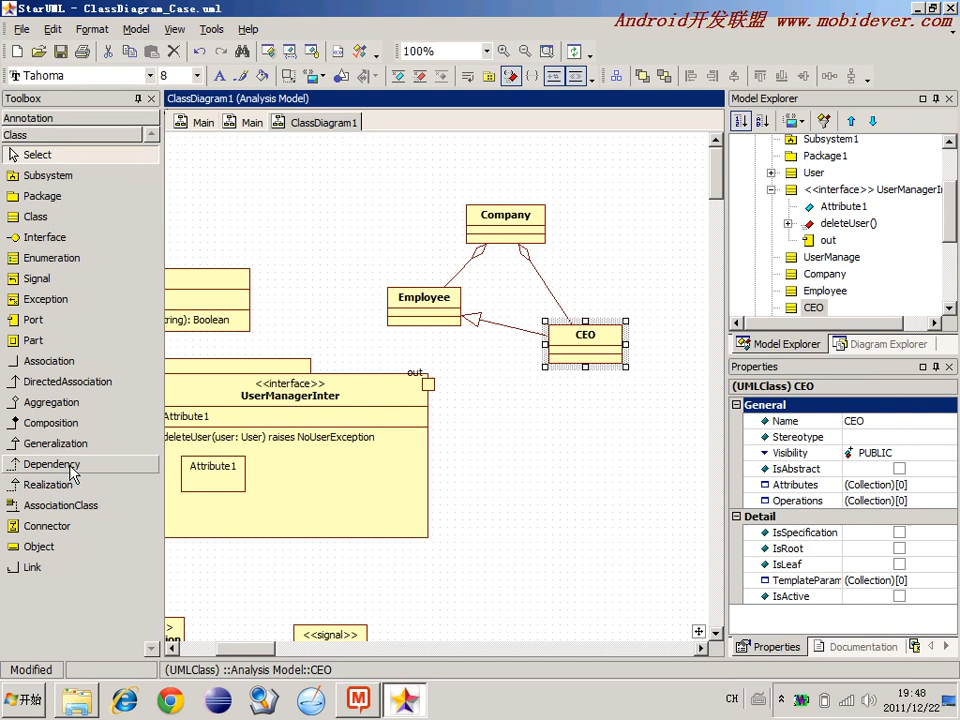 StarUML - ClassDiagram_Case.uml
Android开发联盟 www.mobidever.com
File Edit Format Model View Tools Help
100%
Tahoma 8
Toolbox
Annotation
Class
Select
Subsystem
Package
Class
Interface
Enumeration
Signal
Exception
Port
Part
Association
DirectedAssociation
Aggregation
Composition
Generalization
Dependency
Realization
AssociationClass
Connector
Object
Link
ClassDiagram1 (Analysis Model)
Main Main ClassDiagram1
Company
Employee
CEO
tring): Boolean
out
<<interface>>
UserManagerInter
Attribute1
deleteUser(user: User) raises NoUserException
Attribute1
>
ion
<<signal>>
Model Explorer
Subsystem1
Package1
User
<<interface>> UserManagerI
Attribute1
deleteUser()
out
UserManage
Company
Employee
CEO
Model Explorer Diagram Explorer
Properties
(UMLClass) CEO
General
Name CEO
Stereotype
Visibility PUBLIC
IsAbstract
Attributes (Collection)[0]
Operations (Collection)[0]
Detail
IsSpecification
IsRoot
IsLeaf
TemplateParam (Collection)[0]
IsActive
Properties Documentation
Modified (UMLClass) ::Analysis Model::CEO
开始
CH
19:48
2011/12/22